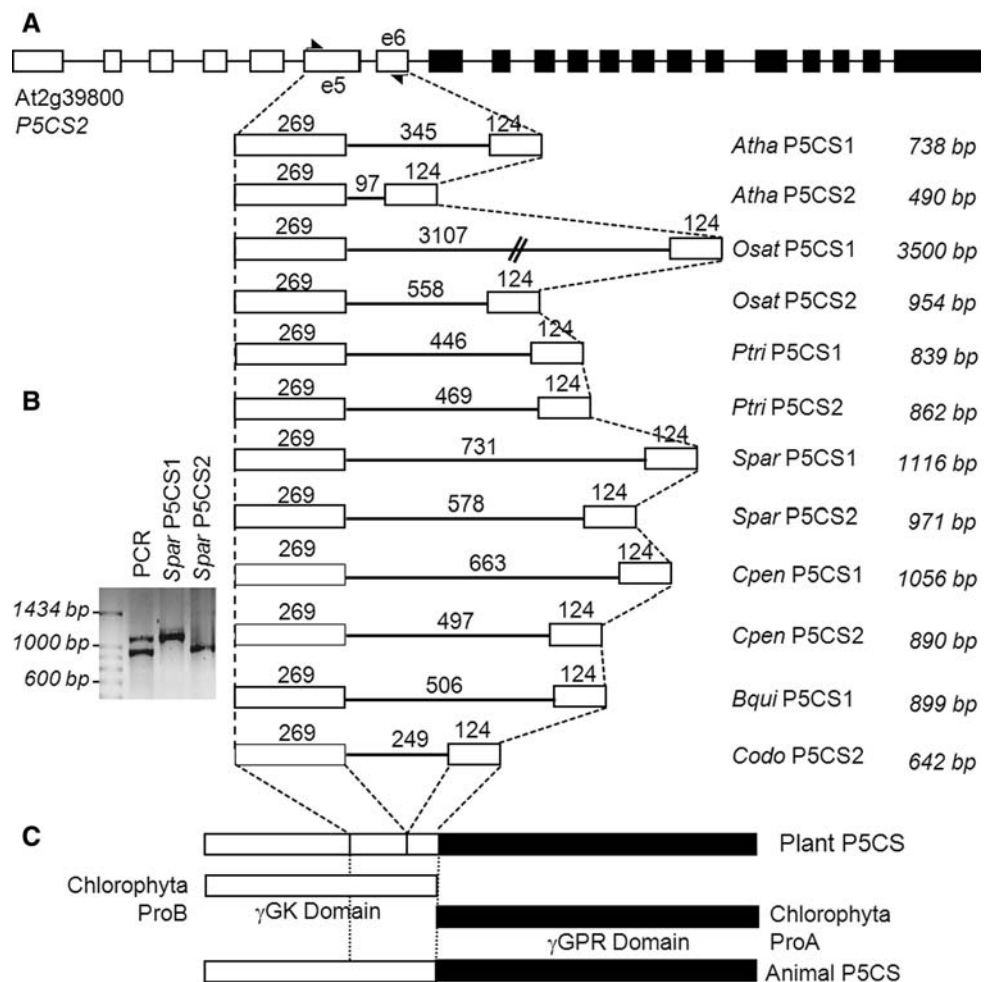 A
e6
e5
At2g39800
P5CS2
269 345 124 Atha P5CS1 738 bp
269 97 124 Atha P5CS2 490 bp
269 3107 124 Osat P5CS1 3500 bp
269 558 124 Osat P5CS2 954 bp
269 446 124 Ptri P5CS1 839 bp
B
269 469 124 Ptri P5CS2 862 bp
269 731 124 Spar P5CS1 1116 bp
269 578 124 Spar P5CS2 971 bp
PCR
Spar P5CS1
Spar P5CS2
1434 bp
1000 bp
600 bp
269 663 124 Cpen P5CS1 1056 bp
269 497 124 Cpen P5CS2 890 bp
269 506 124 Bqui P5CS1 899 bp
269 249 124 Codo P5CS2 642 bp
C
Plant P5CS
Chlorophyta
ProB
γGK Domain
Chlorophyta
ProA
γGPR Domain
Animal P5CS